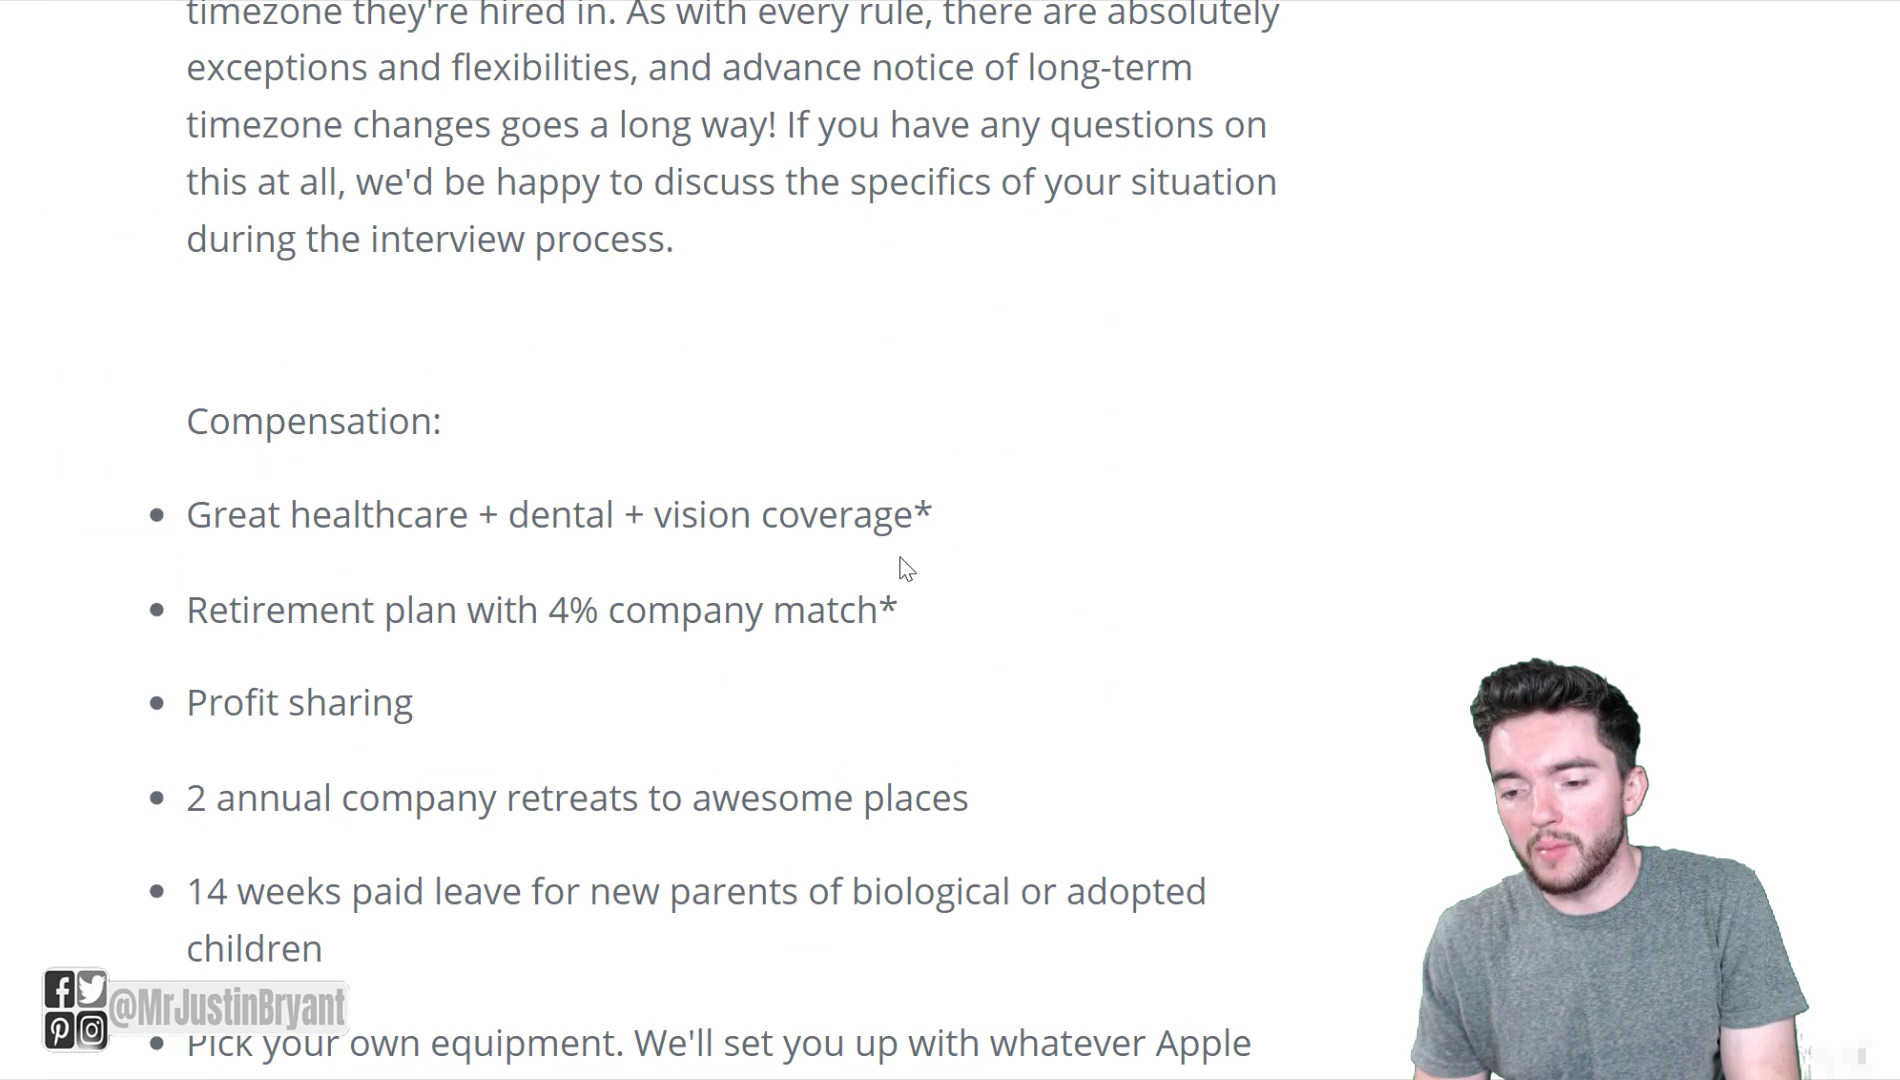 timezone they're hired in. As with every rule, there are absolutely
exceptions and flexibilities, and advance notice of long-term
timezone changes goes a long way! If you have any questions on
this at all, we'd be happy to discuss the specifics of your situation
during the interview process.
Compensation:
• Great healthcare + dental + vision coverage*
• Retirement plan with 4% company match*
• Profit sharing
• 2 annual company retreats to awesome places
• 14 weeks paid leave for new parents of biological or adopted
children
@MrJustinBryant
• Pick your own equipment. We'll set you up with whatever Apple